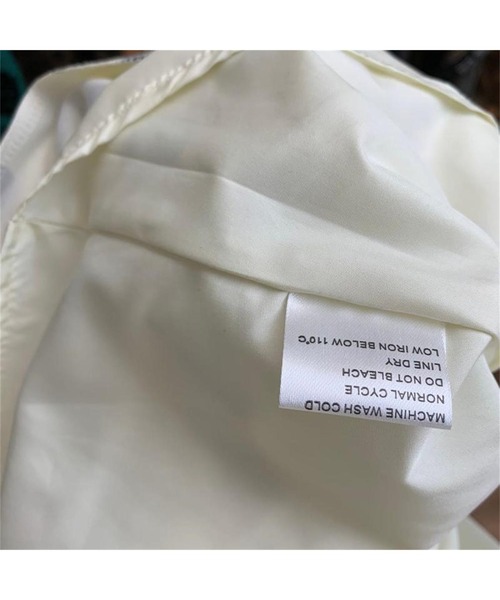 MACHINE WASH COLD
NORMAL CYCLE
DO NOT BLEACH
LINE DRY
LOW IRON BELOW 110°C